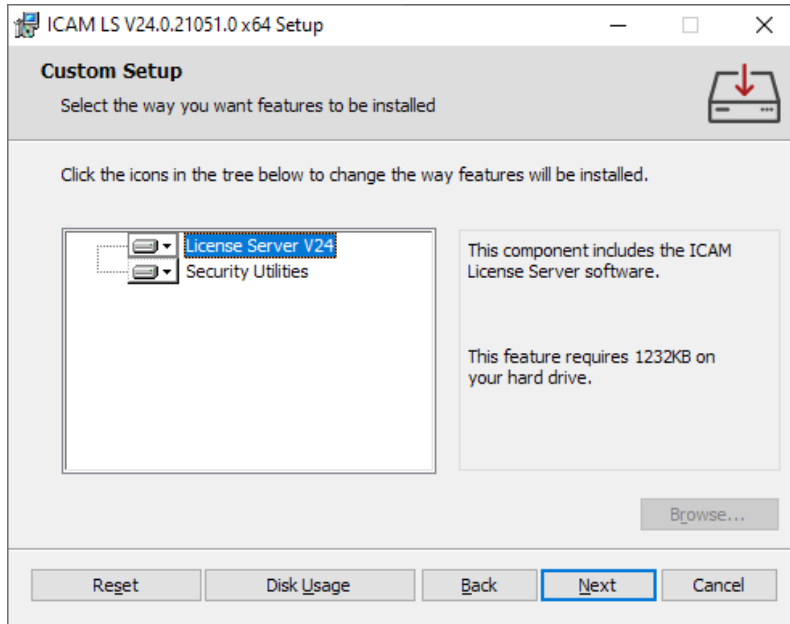 ICAM LS V24.0.21051.0 x64 Setup
Custom Setup
Select the way you want features to be installed
Click the icons in the tree below to change the way features will be installed.
License Server V24
Security Utilities
This component includes the ICAM
License Server software.
This feature requires 1232KB on
your hard drive.
Browse...
Reset
Disk Usage
Back
Next
Cancel